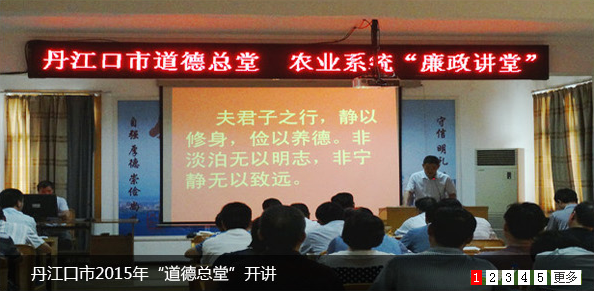 丹江口市道德总堂 农业系统“廉政讲堂”
夫君子之行，静以
修身，俭以养德。非
淡泊无以明志，非宁
静无以致远。
自强 厚德 崇俭 尚
守信 明礼
丹江口市2015年“道德总堂”开讲
1 2 3 4 5 更多